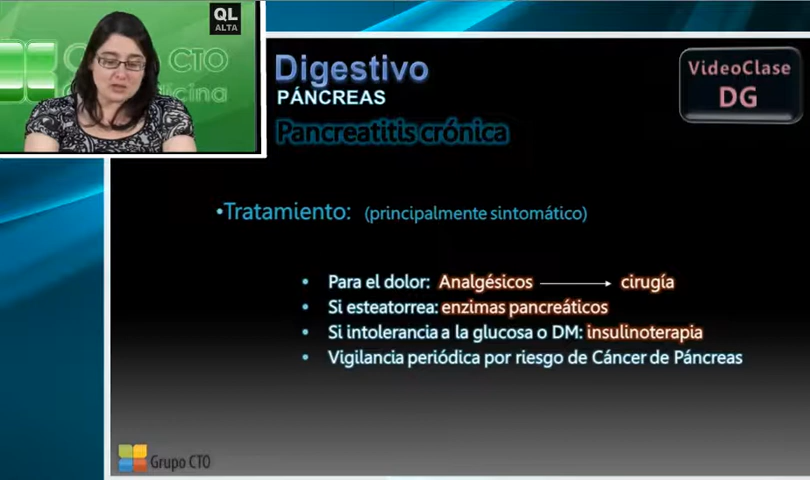 QL
ALTA
CTO
Digestivo
PÁNCREAS
Pancreatitis crónica
VideoClase
DG
•Tratamiento: (principalmente sintomático)
• Para el dolor: Analgésicos → cirugía
• Si esteatorrea: enzimas pancreáticos
• Si intolerancia a la glucosa o DM: insulinoterapia
• Vigilancia periódica por riesgo de Cáncer de Páncreas
Grupo CTO